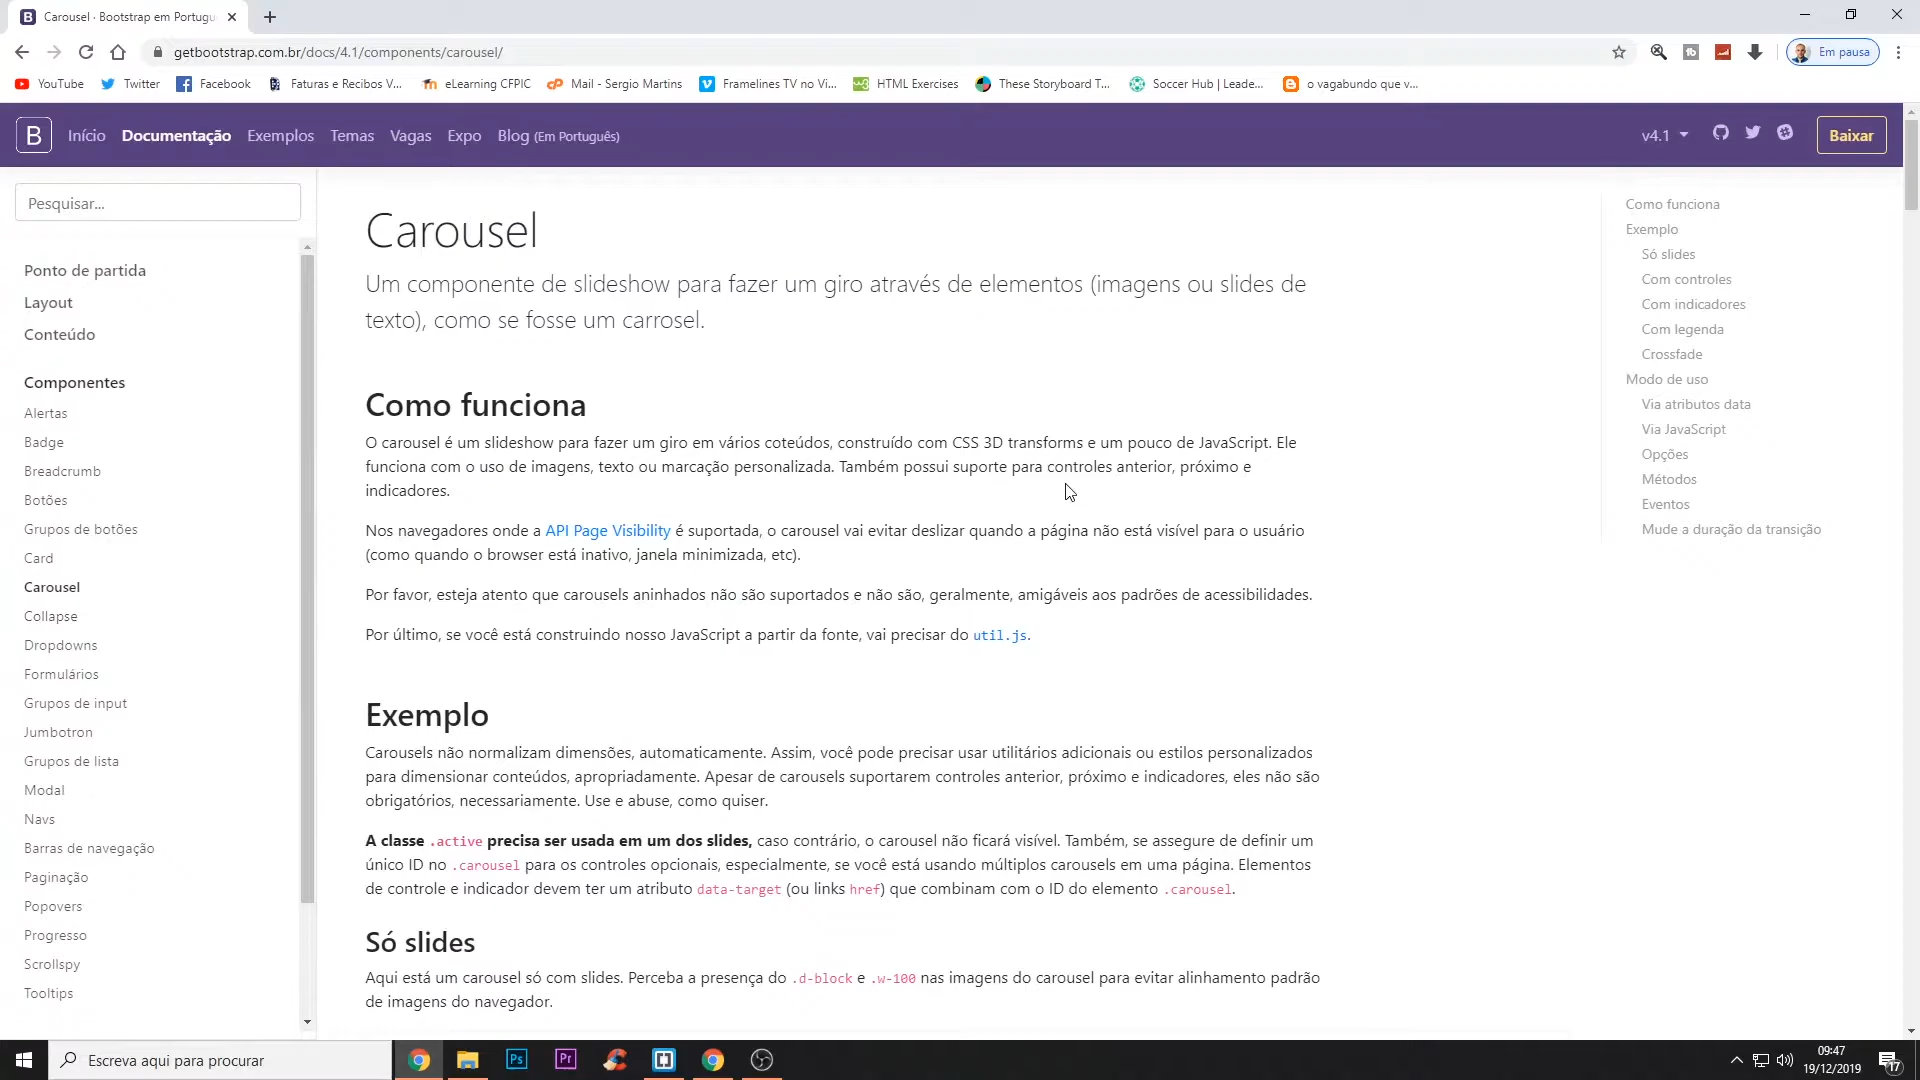 Carousel · Bootstrap em Portugu
getbootstrap.com.br/docs/4.1/components/carousel/
Em pausa
YouTube
Twitter
Facebook
Faturas e Recibos V...
eLearning CFPIC
Mail - Sergio Martins
Framelines TV no Vi...
HTML Exercises
These Storyboard T...
Soccer Hub | Leade...
o vagabundo que v...
B Início Documentação Exemplos Temas Vagas Expo Blog (Em Português) v4.1 Baixar
Pesquisar...
Ponto de partida
Layout
Conteúdo
Componentes
Alertas
Badge
Breadcrumb
Botões
Grupos de botões
Card
Carousel
Collapse
Dropdowns
Formulários
Grupos de input
Jumbotron
Grupos de lista
Modal
Navs
Barras de navegação
Paginação
Popovers
Progresso
Scrollspy
Tooltips
Carousel
Um componente de slideshow para fazer um giro através de elementos (imagens ou slides de
texto), como se fosse um carrosel.
Como funciona
O carousel é um slideshow para fazer um giro em vários coteúdos, construído com CSS 3D transforms e um pouco de JavaScript. Ele
funciona com o uso de imagens, texto ou marcação personalizada. Também possui suporte para controles anterior, próximo e
indicadores.
Nos navegadores onde a API Page Visibility é suportada, o carousel vai evitar deslizar quando a página não está visível para o usuário
(como quando o browser está inativo, janela minimizada, etc).
Por favor, esteja atento que carousels aninhados não são suportados e não são, geralmente, amigáveis aos padrões de acessibilidades.
Por último, se você está construindo nosso JavaScript a partir da fonte, vai precisar do util.js.
Exemplo
Carousels não normalizam dimensões, automaticamente. Assim, você pode precisar usar utilitários adicionais ou estilos personalizados
para dimensionar conteúdos, apropriadamente. Apesar de carousels suportarem controles anterior, próximo e indicadores, eles não são
obrigatórios, necessariamente. Use e abuse, como quiser.
A classe .active precisa ser usada em um dos slides, caso contrário, o carousel não ficará visível. Também, se assegure de definir um
único ID no .carousel para os controles opcionais, especialmente, se você está usando múltiplos carousels em uma página. Elementos
de controle e indicador devem ter um atributo data-target (ou links href) que combinam com o ID do elemento .carousel.
Só slides
Aqui está um carousel só com slides. Perceba a presença do .d-block e .w-100 nas imagens do carousel para evitar alinhamento padrão
de imagens do navegador.
Como funciona
Exemplo
Só slides
Com controles
Com indicadores
Com legenda
Crossfade
Modo de uso
Via atributos data
Via JavaScript
Opções
Métodos
Eventos
Mude a duração da transição
Escreva aqui para procurar
Ps
Pr
09:47
19/12/2019
17